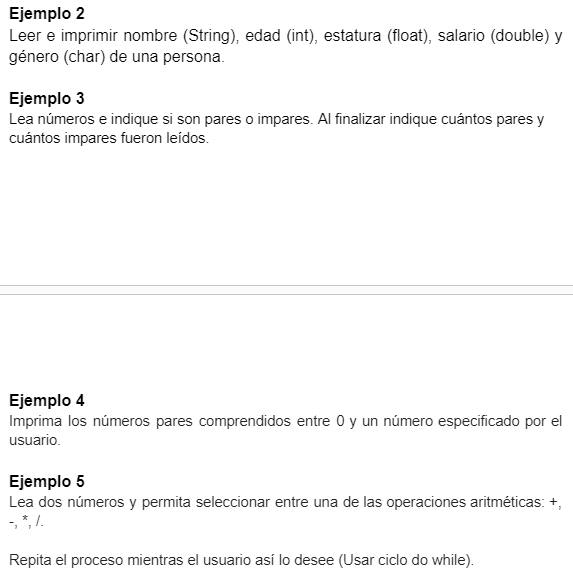 Ejemplo 2
Leer e imprimir nombre (String), edad (int), estatura (float), salario (double) y
género (char) de una persona.
Ejemplo 3
Lea números e indique si son pares o impares. Al finalizar indique cuántos pares y
cuántos impares fueron leídos.
Ejemplo 4
Imprima los números pares comprendidos entre 0 y un número especificado por el
usuario.
Ejemplo 5
Lea dos números y permita seleccionar entre una de las operaciones aritméticas: +,
-, *, /.
Repita el proceso mientras el usuario así lo desee (Usar ciclo do while).